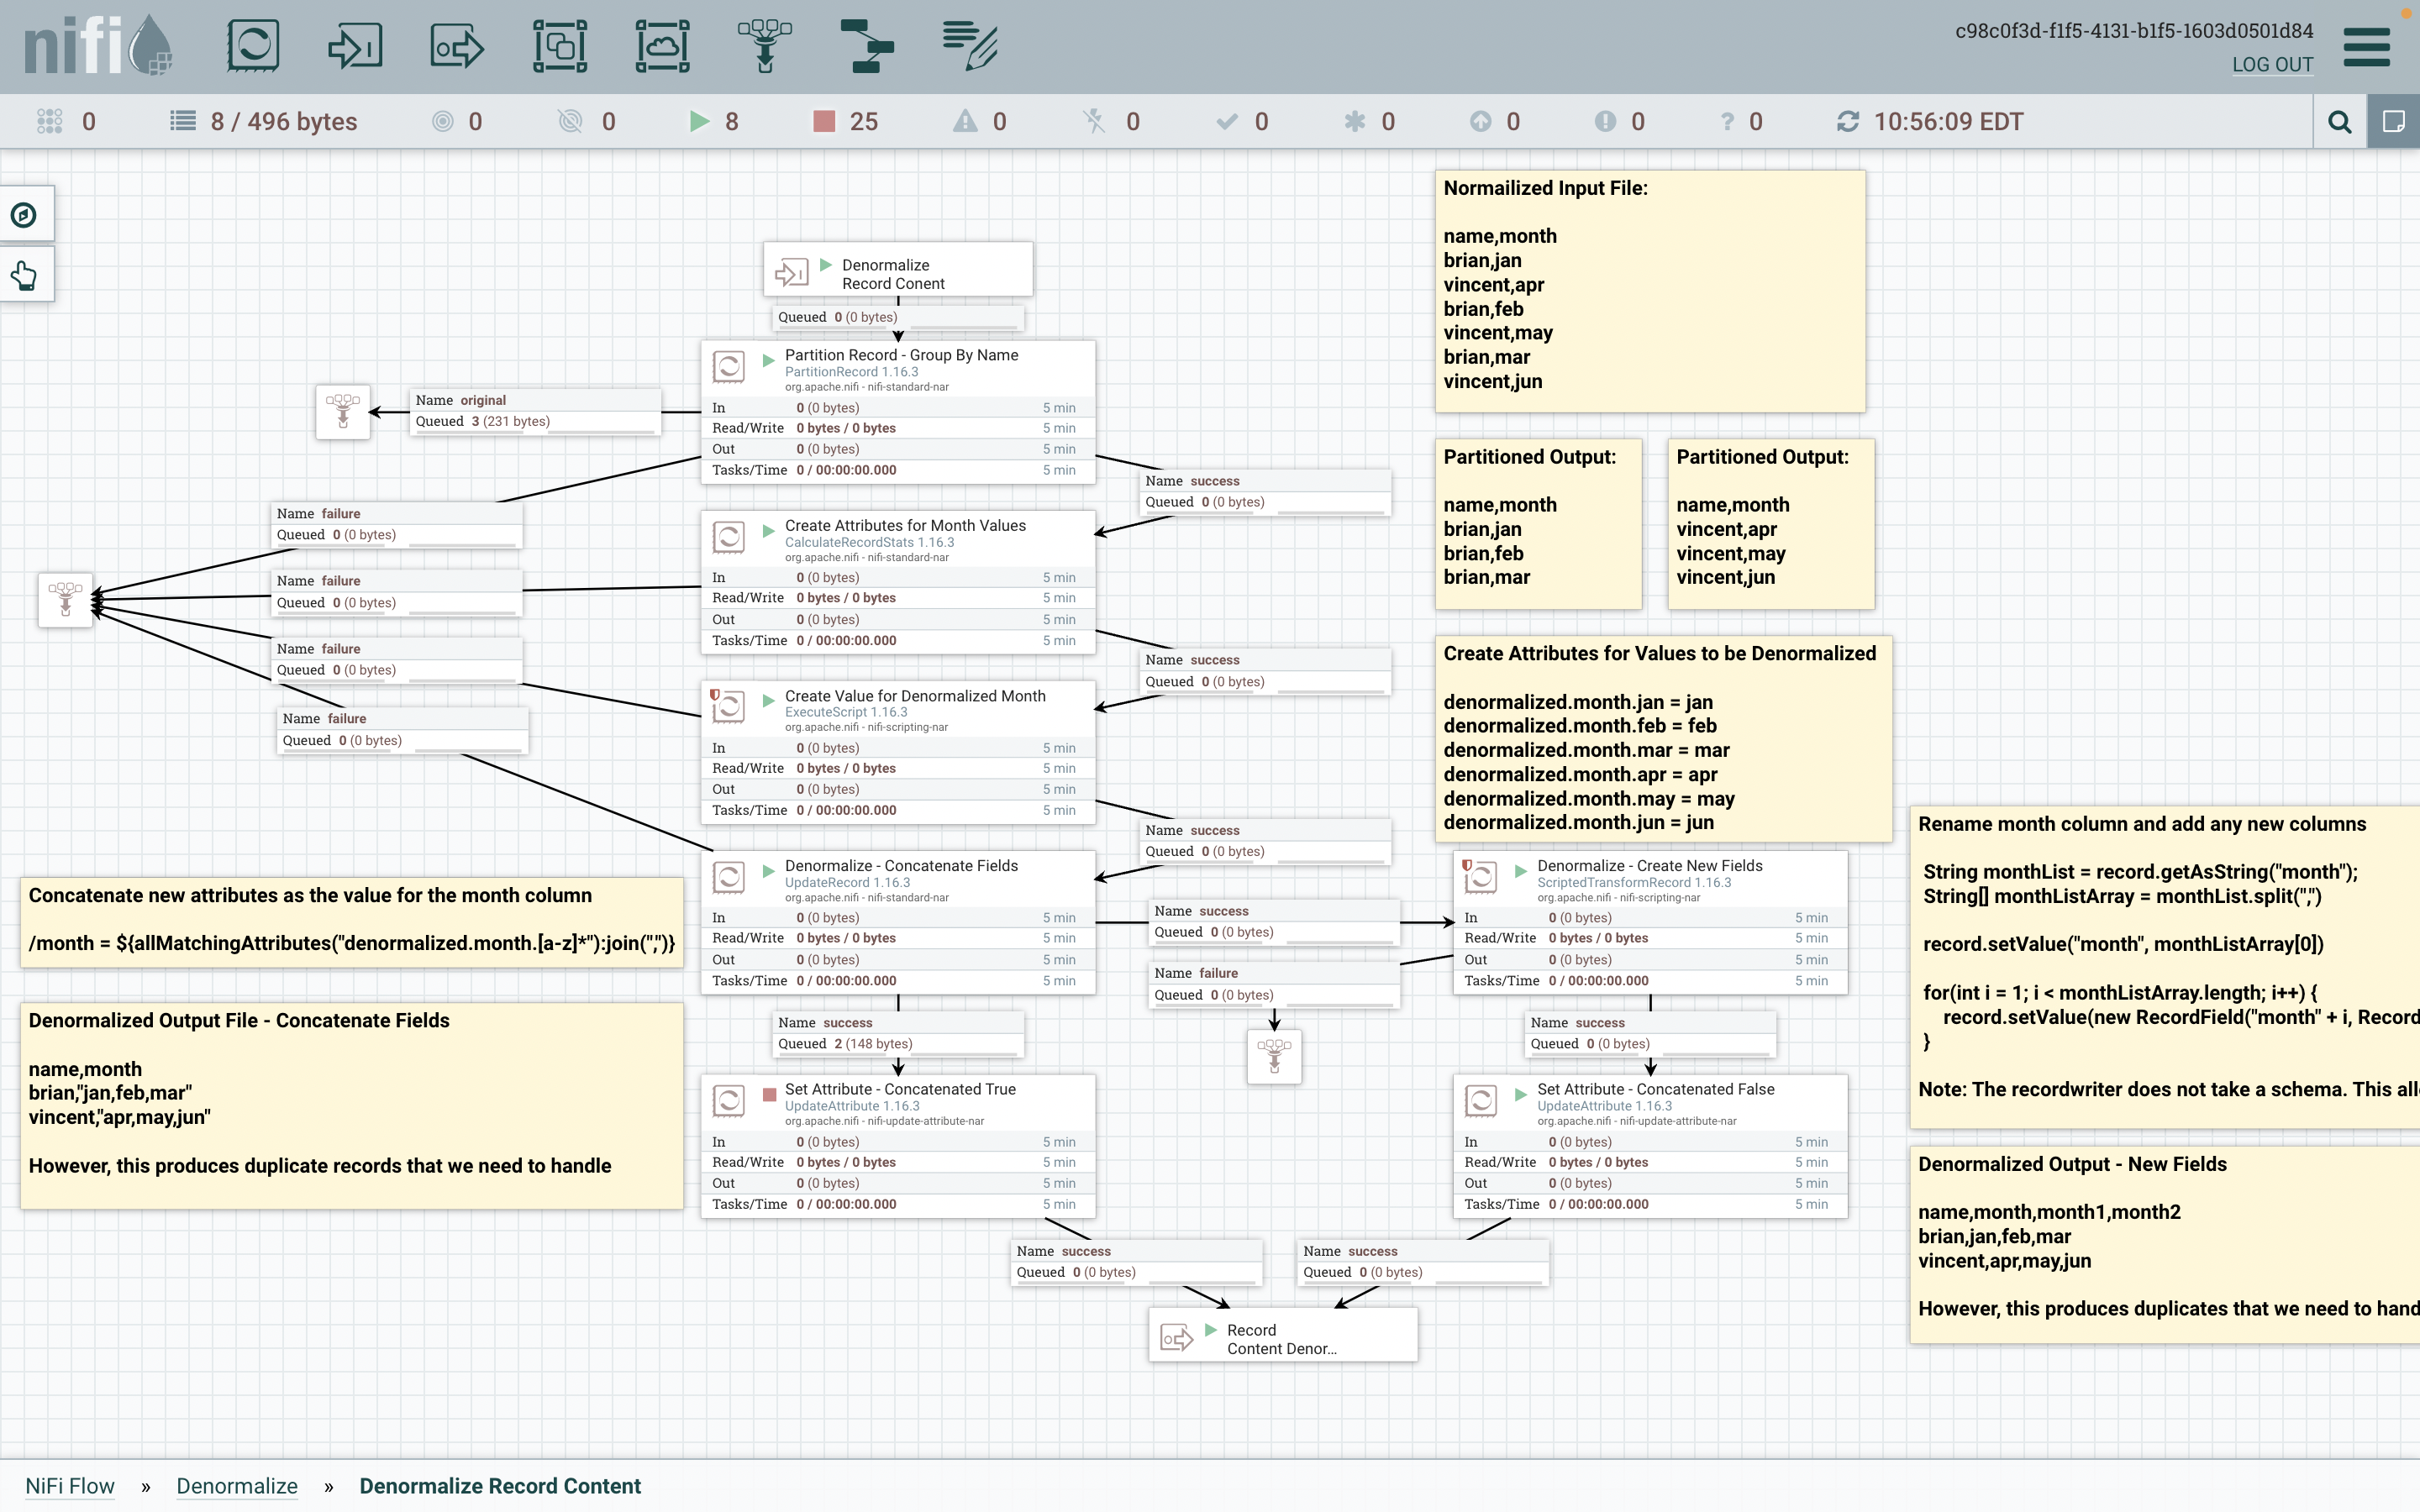 nifi
c98c0f3d-f1f5-4131-b1f5-1603d0501d84
LOG OUT
0 8 / 496 bytes 0 0 8 25 0 0 0 0 0 0 ? 0 10:56:09 EDT
Normailized Input File:
name,month
brian,jan
vincent,apr
brian,feb
vincent,may
brian,mar
vincent,jun
Denormalize
Record Conent
Queued 0 (0 bytes)
Partition Record - Group By Name
PartitionRecord 1.16.3
org.apache.nifi - nifi-standard-nar
In 0 (0 bytes) 5 min
Read/Write 0 bytes / 0 bytes 5 min
Out 0 (0 bytes) 5 min
Tasks/Time 0 / 00:00:00.000 5 min
Name original
Queued 3 (231 bytes)
Name success
Queued 0 (0 bytes)
Partitioned Output:
name,month
brian,jan
brian,feb
brian,mar
Partitioned Output:
name,month
vincent,apr
vincent,may
vincent,jun
Name failure
Queued 0 (0 bytes)
Create Attributes for Month Values
CalculateRecordStats 1.16.3
org.apache.nifi - nifi-standard-nar
In 0 (0 bytes) 5 min
Read/Write 0 bytes / 0 bytes 5 min
Out 0 (0 bytes) 5 min
Tasks/Time 0 / 00:00:00.000 5 min
Name failure
Queued 0 (0 bytes)
Name success
Queued 0 (0 bytes)
Create Attributes for Values to be Denormalized
denormalized.month.jan = jan
denormalized.month.feb = feb
denormalized.month.mar = mar
denormalized.month.apr = apr
denormalized.month.may = may
denormalized.month.jun = jun
Name failure
Queued 0 (0 bytes)
Create Value for Denormalized Month
ExecuteScript 1.16.3
org.apache.nifi - nifi-scripting-nar
In 0 (0 bytes) 5 min
Read/Write 0 bytes / 0 bytes 5 min
Out 0 (0 bytes) 5 min
Tasks/Time 0 / 00:00:00.000 5 min
Name failure
Queued 0 (0 bytes)
Name success
Queued 0 (0 bytes)
Rename month column and add any new columns
String monthList = record.getAsString("month");
String[] monthListArray = monthList.split(",")
record.setValue("month", monthListArray[0])
for(int i = 1; i < monthListArray.length; i++) {
record.setValue(new RecordField("month" + i, Record
}
Note: The recordwriter does not take a schema. This all
Concatenate new attributes as the value for the month column
/month = ${allMatchingAttributes("denormalized.month.[a-z]*"):join(",")}
Denormalize - Concatenate Fields
UpdateRecord 1.16.3
org.apache.nifi - nifi-standard-nar
In 0 (0 bytes) 5 min
Read/Write 0 bytes / 0 bytes 5 min
Out 0 (0 bytes) 5 min
Tasks/Time 0 / 00:00:00.000 5 min
Name success
Queued 0 (0 bytes)
Name failure
Queued 0 (0 bytes)
Denormalize - Create New Fields
ScriptedTransformRecord 1.16.3
org.apache.nifi - nifi-scripting-nar
In 0 (0 bytes) 5 min
Read/Write 0 bytes / 0 bytes 5 min
Out 0 (0 bytes) 5 min
Tasks/Time 0 / 00:00:00.000 5 min
Denormalized Output File - Concatenate Fields
name,month
brian,"jan,feb,mar"
vincent,"apr,may,jun"
However, this produces duplicate records that we need to handle
Name success
Queued 2 (148 bytes)
Name success
Queued 0 (0 bytes)
Set Attribute - Concatenated True
UpdateAttribute 1.16.3
org.apache.nifi - nifi-update-attribute-nar
In 0 (0 bytes) 5 min
Read/Write 0 bytes / 0 bytes 5 min
Out 0 (0 bytes) 5 min
Tasks/Time 0 / 00:00:00.000 5 min
Set Attribute - Concatenated False
UpdateAttribute 1.16.3
org.apache.nifi - nifi-update-attribute-nar
In 0 (0 bytes) 5 min
Read/Write 0 bytes / 0 bytes 5 min
Out 0 (0 bytes) 5 min
Tasks/Time 0 / 00:00:00.000 5 min
Denormalized Output - New Fields
name,month,month1,month2
brian,jan,feb,mar
vincent,apr,may,jun
However, this produces duplicates that we need to hand
Name success
Queued 0 (0 bytes)
Name success
Queued 0 (0 bytes)
Record
Content Denor...
NiFi Flow » Denormalize » Denormalize Record Content